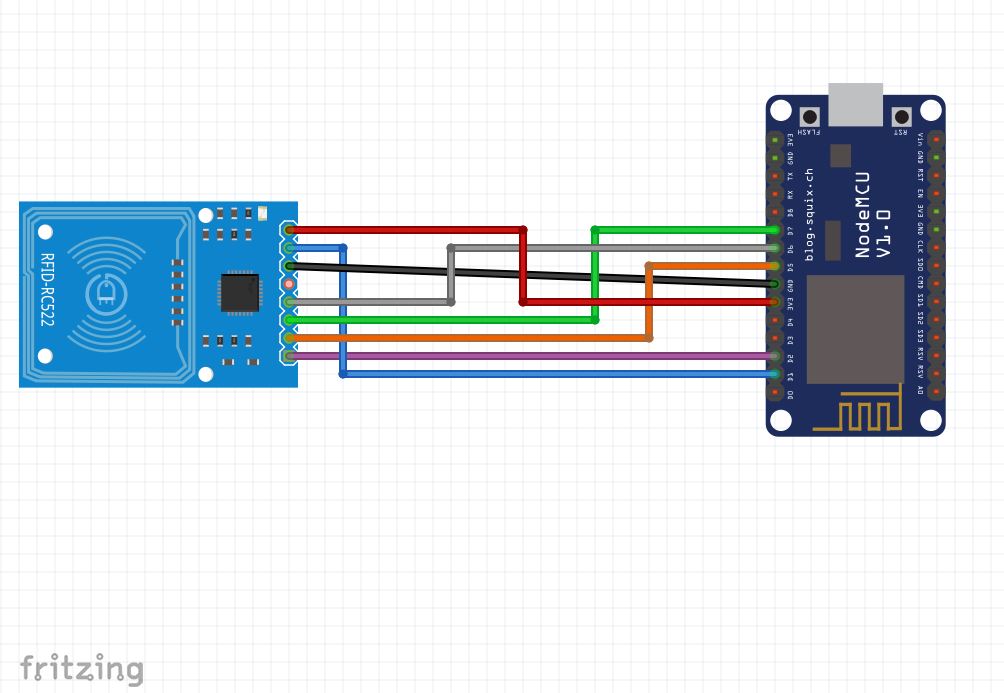 FLASH
RST
3V3
GND
TX
RX
D8
D7
D6
D5
GND
3V3
D4
D3
D2
D1
D0
blog.squix.ch
NodeMCU
V1.0
Vin
GND
RST
EN
3V3
GND
CLK
SDO
CMD
SD1
SD2
SD3
RSV
RSV
A0
RFID-RC522
fritzing